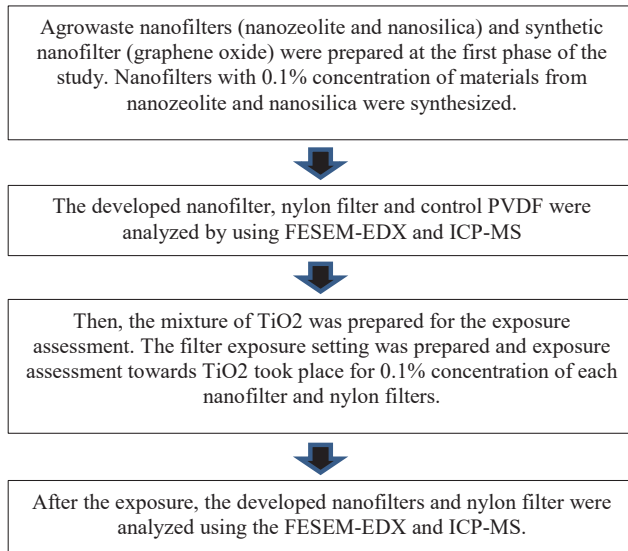 Agrowaste nanofilters (nanozeolite and nanosilica) and synthetic
nanofilter (graphene oxide) were prepared at the first phase of the
study. Nanofilters with 0.1% concentration of materials from
nanozeolite and nanosilica were synthesized.
The developed nanofilter, nylon filter and control PVDF were
analyzed by using FESEM-EDX and ICP-MS
Then, the mixture of TiO2 was prepared for the exposure
assessment. The filter exposure setting was prepared and exposure
assessment towards TiO2 took place for 0.1% concentration of each
nanofilter and nylon filters.
After the exposure, the developed nanofilters and nylon filter were
analyzed using the FESEM-EDX and ICP-MS.